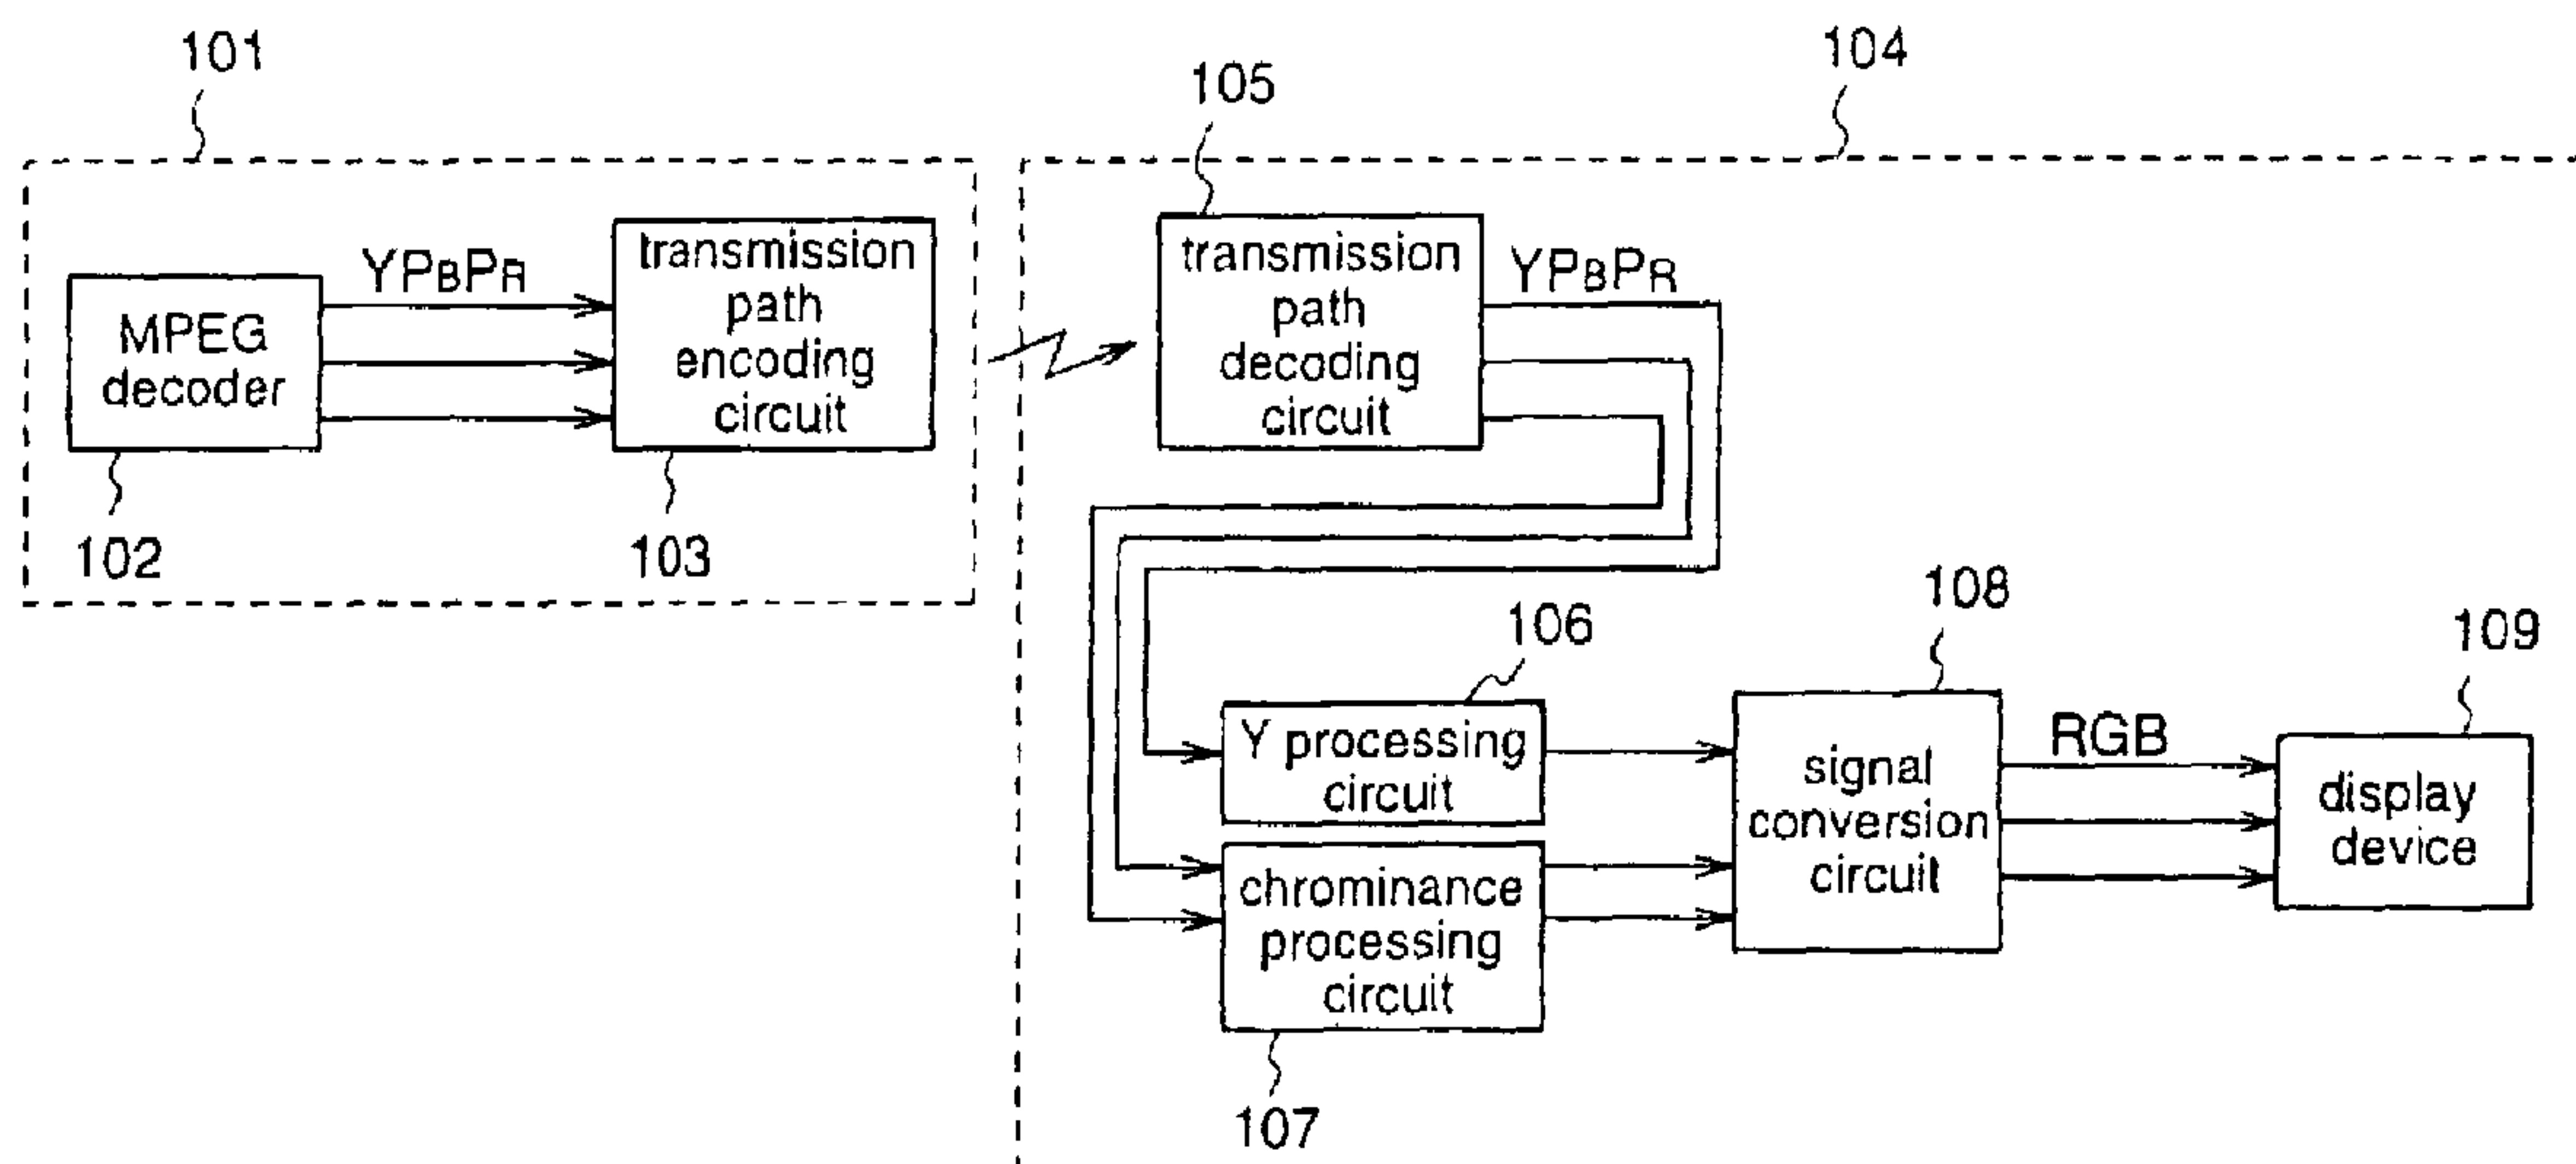 101
104
105
MPEG
decoder
102
YPBPR
transmission
path
encoding
circuit
103
transmission
path
decoding
circuit
YPBPR
106
Y processing
circuit
chrominance
processing
circuit
107
108
signal
conversion
circuit
RGB
109
display
device